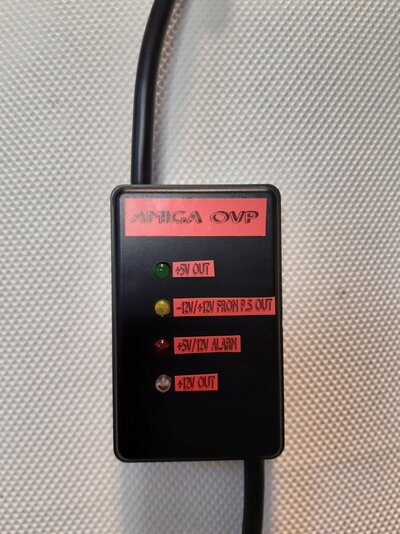 AMIGA OVP
+5V OUT
-12V/+12V FROM P.S OUT
+5V/12V ALARM
+12V OUT